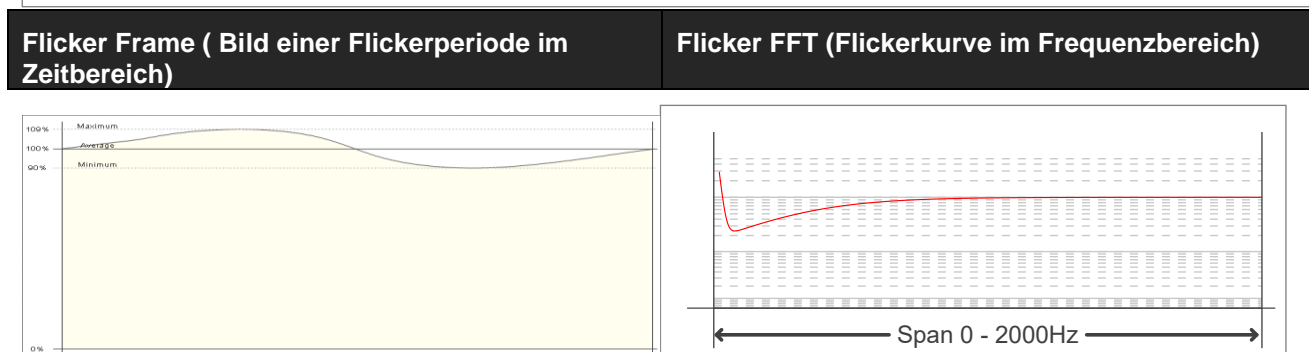 Flicker Frame ( Bild einer Flickerperiode im
Zeitbereich)
Flicker FFT (Flickerkurve im Frequenzbereich)
109%
Maximum
100%
Average
90%
Minimum
0%
Span 0 - 2000Hz